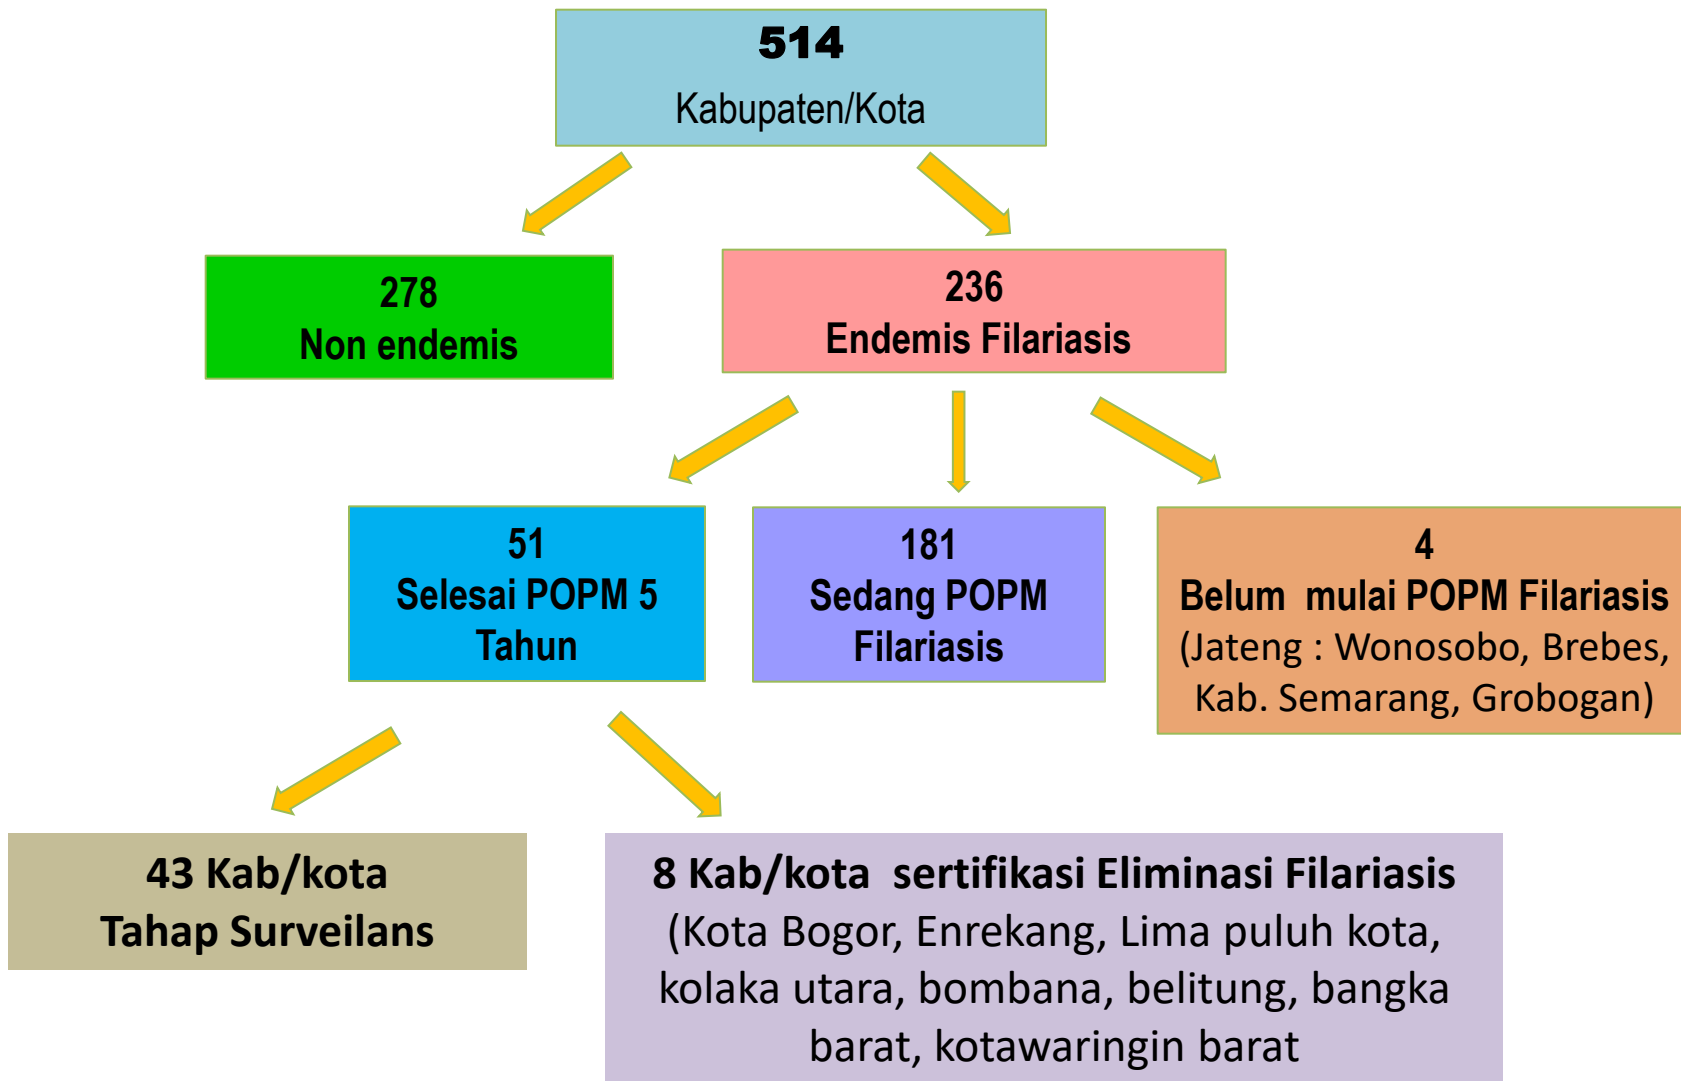 514
Kabupaten/Kota
278
Non endemis
236
Endemis Filariasis
51
Selesai POPM 5
Tahun
181
Sedang POPM
Filariasis
4
Belum  mulai POPM Filariasis
(Jateng : Wonosobo, Brebes,
Kab. Semarang, Grobogan)
43 Kab/kota
Tahap Surveilans
8 Kab/kota  sertifikasi Eliminasi Filariasis
(Kota Bogor, Enrekang, Lima puluh kota,
kolaka utara, bombana, belitung, bangka
barat, kotawaringin barat